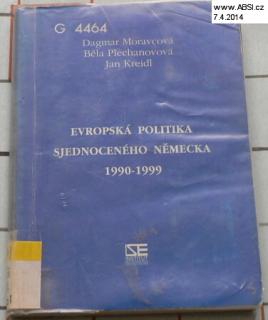 www.ABSI.cz
7.4.2014
G 4464
Dagmar Moravcová
Běla Plechanovová
Jan Kreidl
EVROPSKÁ POLITIKA
SJEDNOCENÉHO NĚMECKA
1990-1999